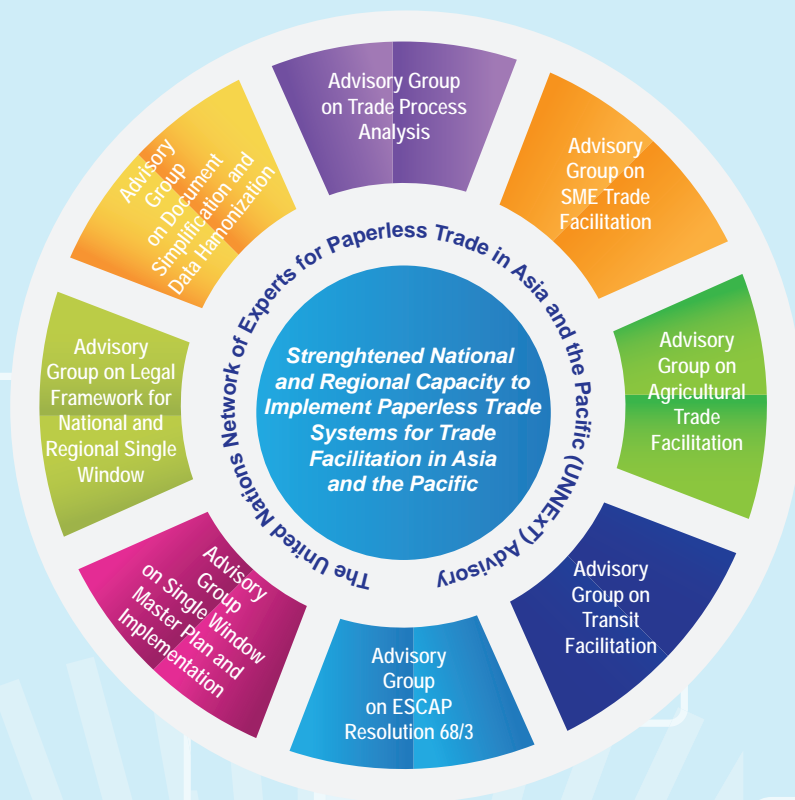 Advisory Group
on Trade Process
Analysis
Advisory
Group on
SME Trade
Facilitation
Advisory
Group on
Agricultural
Trade
Facilitation
Advisory
Group on
Transit
Facilitation
Advisory
Group
on ESCAP
Resolution 68/3
Advisory
Group
on Single Window
Master Plan and
Implementation
Advisory
Group on Legal
Framework for
National and
Regional Single
Window
Advisory
Group
on Document
Simplification and
Data Hamonization
The United Nations Network of Experts for Paperless Trade in Asia and the Pacific (UNNExT) Advisory
Strenghtened National
and Regional Capacity to
Implement Paperless Trade
Systems for Trade
Facilitation in Asia
and the Pacific